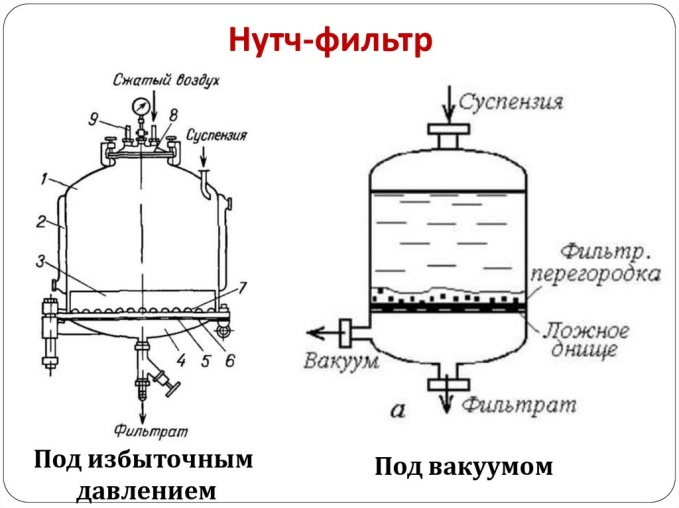 Нутч-фильтр
Сжатый воздух
9
8
Суспензия
1
2
3
7
4
5
6
Фильтрат
Под избыточным
давлением
Суспензия
Фильтр.
перегородка
Ложное
днище
Вакуум
а
Фильтрат
Под вакуумом